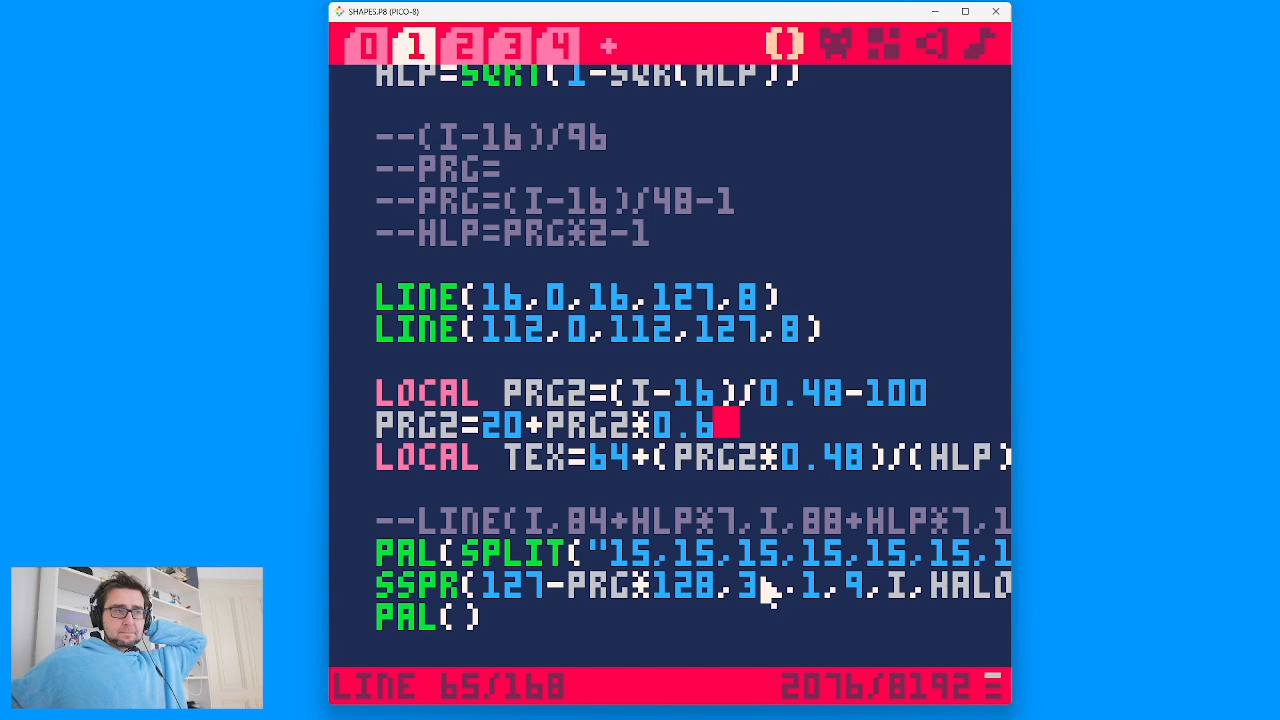 SHAPES.P8 (PICO-8)
0 1 2 3 4 +
HLP=SQRT(1-SQR(HLP))
--(I-16)/96
--PRG=
--PRG=(I-16)/48-1
--HLP=PRG*2-1
LINE(16,0,16,127,8)
LINE(112,0,112,127,8)
LOCAL PRG2=(I-16)/0.48-100
PRG2=20+PRG2*0.6
LOCAL TEX=64+(PRG2*0.48)/(HLP)
--LINE(I,84+HLP*7,I,88+HLP*7,1
PAL(SPLIT("15,15,15,15,15,15,1
SSPR(127-PRG*128,3 ,1,9,I,HALO
PAL()
LINE 65/168
2076/8192